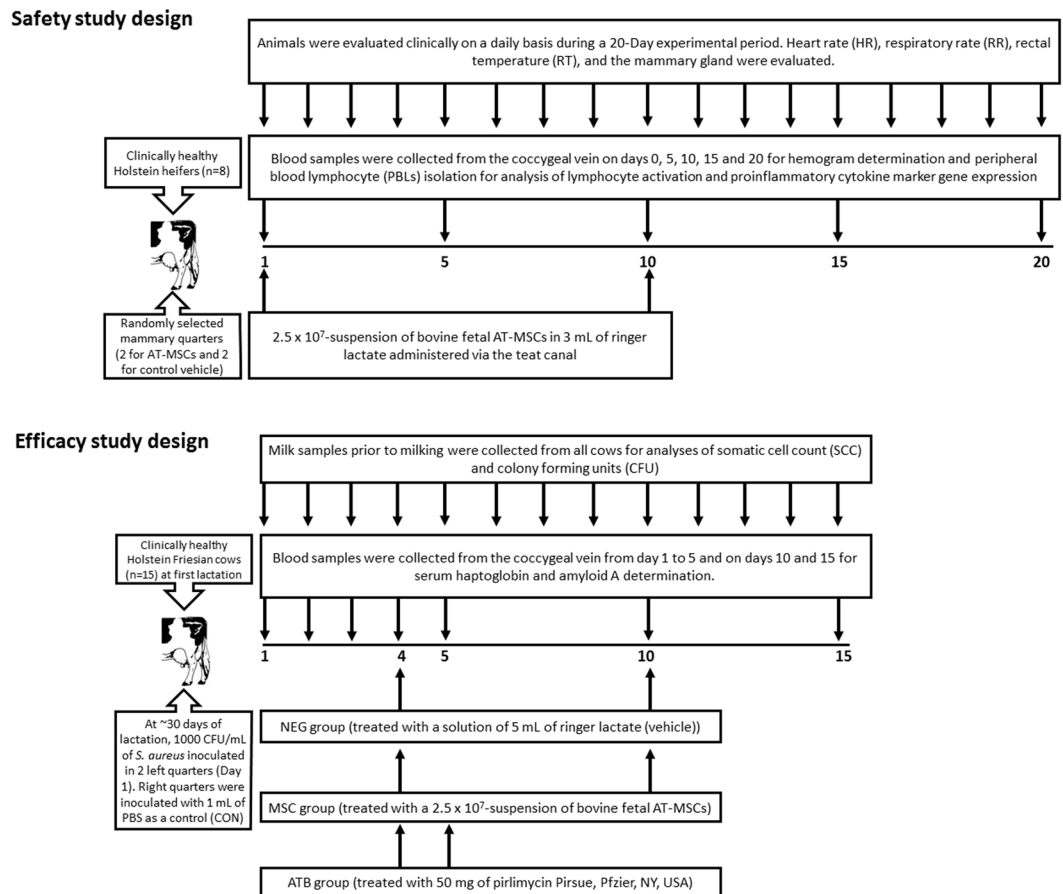 Safety study design
Animals were evaluated clinically on a daily basis during a 20-Day experimental period. Heart rate (HR), respiratory rate (RR), rectal
temperature (RT), and the mammary gland were evaluated.
Clinically healthy
Holstein heifers (n=8)
Blood samples were collected from the coccygeal vein on days 0, 5, 10, 15 and 20 for hemogram determination and peripheral
blood lymphocyte (PBLs) isolation for analysis of lymphocyte activation and proinflammatory cytokine marker gene expression
1 5 10 15 20
Randomly selected
mammary quarters
(2 for AT-MSCs and 2
for control vehicle)
2.5 x 10⁷-suspension of bovine fetal AT-MSCs in 3 mL of ringer
lactate administered via the teat canal
Efficacy study design
Milk samples prior to milking were collected from all cows for analyses of somatic cell count (SCC)
and colony forming units (CFU)
Clinically healthy
Holstein Friesian cows
(n=15) at first lactation
Blood samples were collected from the coccygeal vein from day 1 to 5 and on days 10 and 15 for
serum haptoglobin and amyloid A determination.
1 4 5 10 15
At ~30 days of
lactation, 1000 CFU/mL
of S. aureus inoculated
in 2 left quarters (Day
1). Right quarters were
inoculated with 1 mL of
PBS as a control (CON)
NEG group (treated with a solution of 5 mL of ringer lactate (vehicle))
MSC group (treated with a 2.5 x 10⁷-suspension of bovine fetal AT-MSCs)
ATB group (treated with 50 mg of pirlimycin Pirsue, Pfzier, NY, USA)